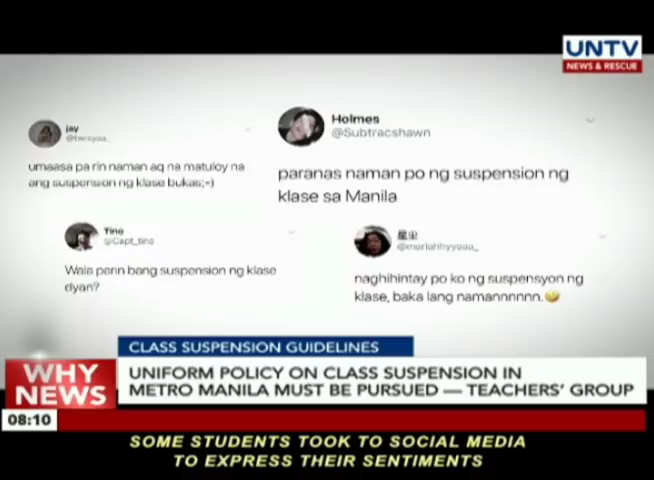 UNTV
NEWS & RESCUE
jay
Holmes
@Subtracshawn
umaasa pa rin naman aq na matuloy na
ang suspension ng klase bukas;=)
paranas naman po ng suspension ng
klase sa Manila
Tino
@Capt_tino
星尘
@mariahhyyaaa_
Wala parin bang suspension ng klase
dyan?
naghihintay po ko ng suspensyon ng
klase, baka lang namannnnnn.🤣
CLASS SUSPENSION GUIDELINES
WHY
NEWS
UNIFORM POLICY ON CLASS SUSPENSION IN
METRO MANILA MUST BE PURSUED — TEACHERS' GROUP
08:10
SOME STUDENTS TOOK TO SOCIAL MEDIA
TO EXPRESS THEIR SENTIMENTS